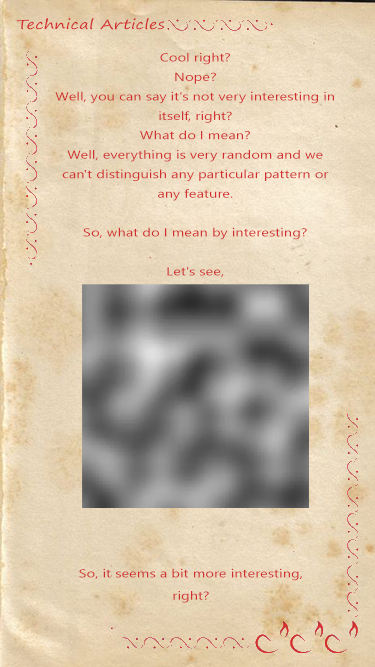 Technical Articles
Cool right?
Nope?
Well, you can say it's not very interesting in
itself, right?
What do I mean?
Well, everything is very random and we
can't distinguish any particular pattern or
any feature.
So, what do I mean by interesting?
Let's see,
So, it seems a bit more interesting,
right?